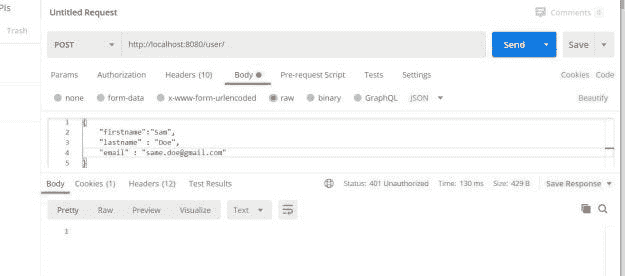 PIs
Trash
Untitled Request
Comments 0
POST
http://localhost:8080/user/
Send
Save
Params Authorization Headers (10) Body Pre-request Script Tests Settings Cookies Code
none form-data x-www-form-urlencoded raw binary GraphQL JSON Beautify
1 {
2 "firstname":"Sam",
3 "lastname" : "Doe",
4 "email" : "same.doe@gmail.com"
5 }
Body Cookies (1) Headers (12) Test Results Status: 401 Unauthorized Time: 130 ms Size: 429 B Save Response
Pretty Raw Preview Visualize Text
1